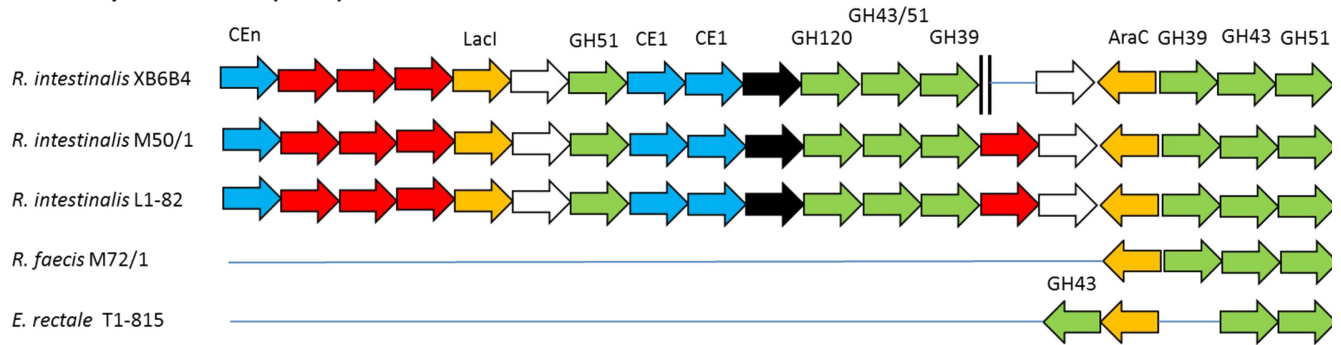 GH43/51
CEn LacI GH51 CE1 CE1 GH120 GH39 AraC GH39 GH43 GH51
R. intestinalis XB6B4
R. intestinalis M50/1
R. intestinalis L1-82
R. faecis M72/1
GH43
E. rectale T1-815